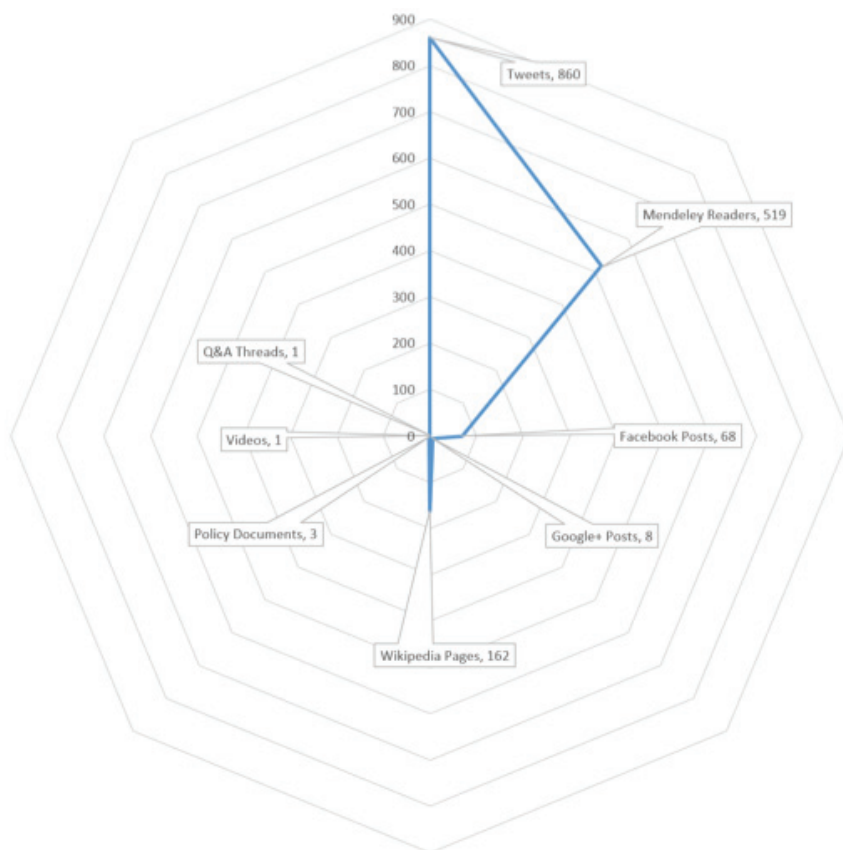 900
Tweets, 860
800
700
600
500
Mendeley Readers, 519
400
300
Q&A Threads, 1
200
100
Videos, 1
0
Facebook Posts, 68
Policy Documents, 3
Google+ Posts, 8
Wikipedia Pages, 162